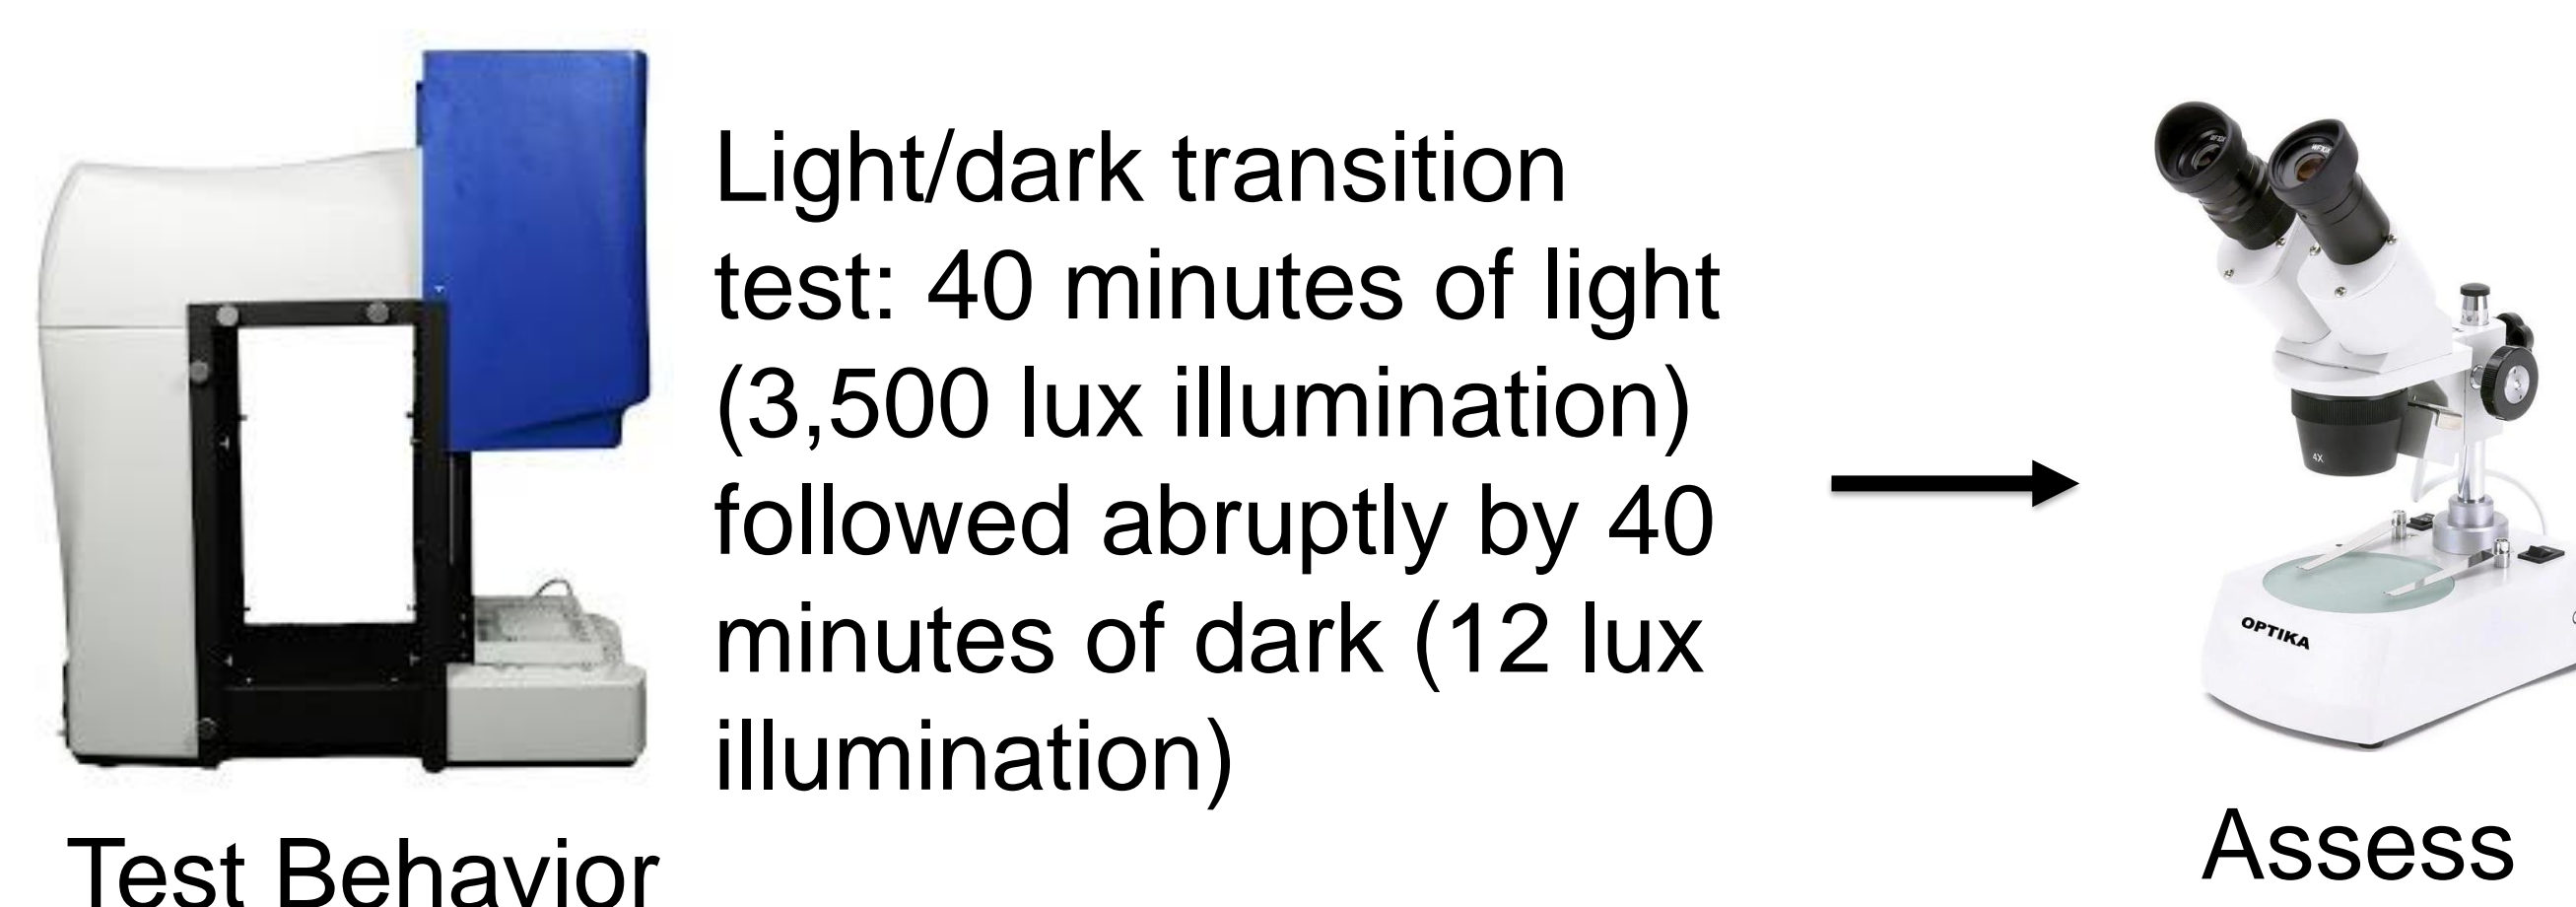 Light/dark transition
test: 40 minutes of light
(3,500 lux illumination)
followed abruptly by 40
minutes of dark (12 lux
illumination)
Test Behavior
4X
OPTIKA
Assess